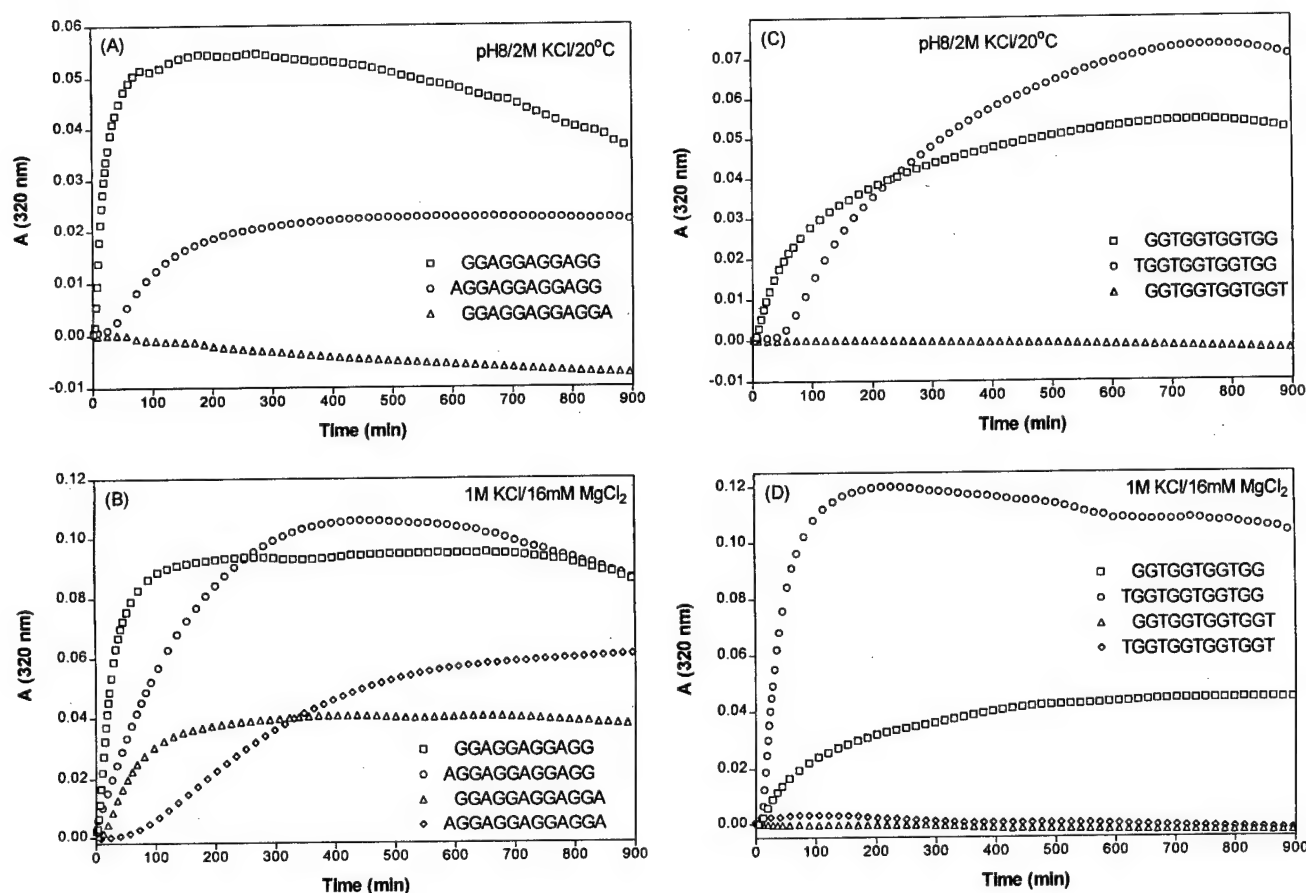 (A)
pH8/2M KCl/20°C
A (320 nm)
0.06
0.05
0.04
0.03
0.02
0.01
0.00
-0.01
GGAGGAGGAGG
AGGAGGAGGAGG
GGAGGAGGAGGA
0 100 200 300 400 500 600 700 800 900
Time (min)
(C)
pH8/2M KCl/20°C
A (320 nm)
0.07
0.06
0.05
0.04
0.03
0.02
0.01
0.00
-0.01
GGTGGTGGTGG
TGGTGGTGGTGG
GGTGGTGGTGGT
0 100 200 300 400 500 600 700 800 900
Time (min)
(B)
1M KCl/16mM MgCl₂
A (320 nm)
0.12
0.10
0.08
0.06
0.04
0.02
0.00
GGAGGAGGAGG
AGGAGGAGGAGG
GGAGGAGGAGGA
AGGAGGAGGAGGA
0 100 200 300 400 500 600 700 800 900
Time (min)
(D)
1M KCl/16mM MgCl₂
A (320 nm)
0.12
0.10
0.08
0.06
0.04
0.02
0.00
GGTGGTGGTGG
TGGTGGTGGTGG
GGTGGTGGTGGT
TGGTGGTGGTGGT
0 100 200 300 400 500 600 700 800 900
Time (min)